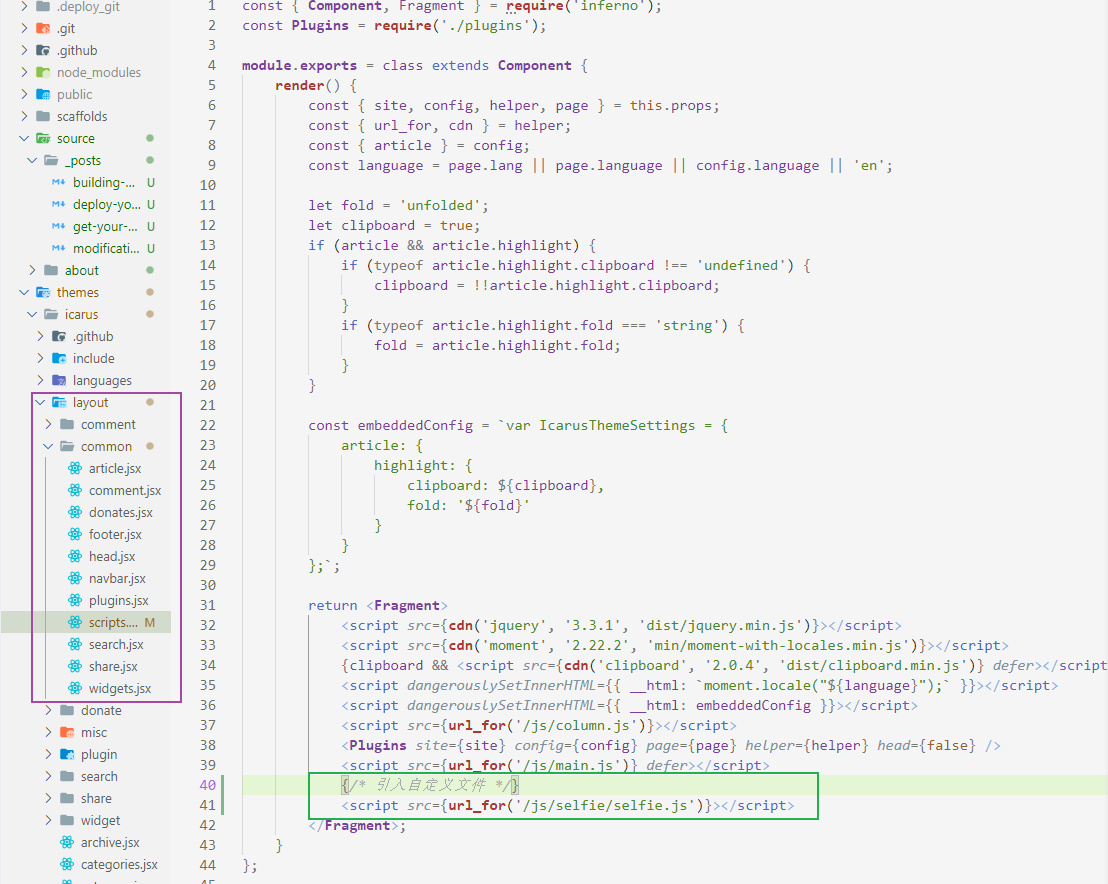 .deploy_git
.git
.github
node_modules
public
scaffolds
source
_posts
building-... U
deploy-yo... U
get-your-... U
modificati... U
about
themes
icarus
.github
include
languages
layout
comment
common
article.jsx
comment.jsx
donates.jsx
footer.jsx
head.jsx
navbar.jsx
plugins.jsx
scripts.... M
search.jsx
share.jsx
widgets.jsx
donate
misc
plugin
search
share
widget
archive.jsx
categories.jsx
1 const { Component, Fragment } = require('inferno');
2 const Plugins = require('./plugins');
3
4 module.exports = class extends Component {
5 render() {
6 const { site, config, helper, page } = this.props;
7 const { url_for, cdn } = helper;
8 const { article } = config;
9 const language = page.lang || page.language || config.language || 'en';
10
11 let fold = 'unfolded';
12 let clipboard = true;
13 if (article && article.highlight) {
14 if (typeof article.highlight.clipboard !== 'undefined') {
15 clipboard = !!article.highlight.clipboard;
16 }
17 if (typeof article.highlight.fold === 'string') {
18 fold = article.highlight.fold;
19 }
20 }
21
22 const embeddedConfig = `var IcarusThemeSettings = {
23 article: {
24 highlight: {
25 clipboard: ${clipboard},
26 fold: '${fold}'
27 }
28 }
29 };`;
30
31 return <Fragment>
32 <script src={cdn('jquery', '3.3.1', 'dist/jquery.min.js')}></script>
33 <script src={cdn('moment', '2.22.2', 'min/moment-with-locales.min.js')}></script>
34 {clipboard && <script src={cdn('clipboard', '2.0.4', 'dist/clipboard.min.js')} defer></script
35 <script dangerouslySetInnerHTML={{ __html: `moment.locale("${language}");` }}></script>
36 <script dangerouslySetInnerHTML={{ __html: embeddedConfig }}></script>
37 <script src={url_for('/js/column.js')}></script>
38 <Plugins site={site} config={config} page={page} helper={helper} head={false} />
39 <script src={url_for('/js/main.js')} defer></script>
40 {/* 引入自定义文件 */}
41 <script src={url_for('/js/selfie/selfie.js')}></script>
42 </Fragment>;
43 }
44 };